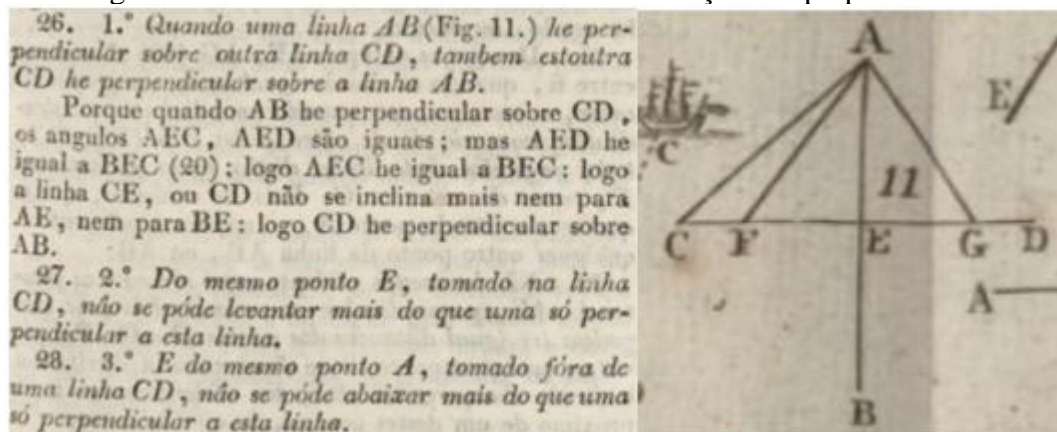 26. 1.° Quando uma linha AB (Fig. 11.) he per-
pendicular sobre outra linha CD, tambem estoutra
CD he perpendicular sobre a linha AB.
Porque quando AB he perpendicular sobre CD,
os angulos AEC, AED são iguaes; mas AED he
igual a BEC (20): logo AEC he igual a BEC: logo
a linha CE, ou CD não se inclina mais nem para
AE, nem para BE: logo CD he perpendicular sobre
AB.
27. 2.° Do mesmo ponto E, tomado na linha
CD, não se póde levantar mais do que uma só per-
pendicular a esta linha.
28. 3.° E do mesmo ponto A, tomado fóra de
uma linha CD, não se póde abaixar mais do que uma
só perpendicular a esta linha.
A
E
C
11
C F E G D
A
B